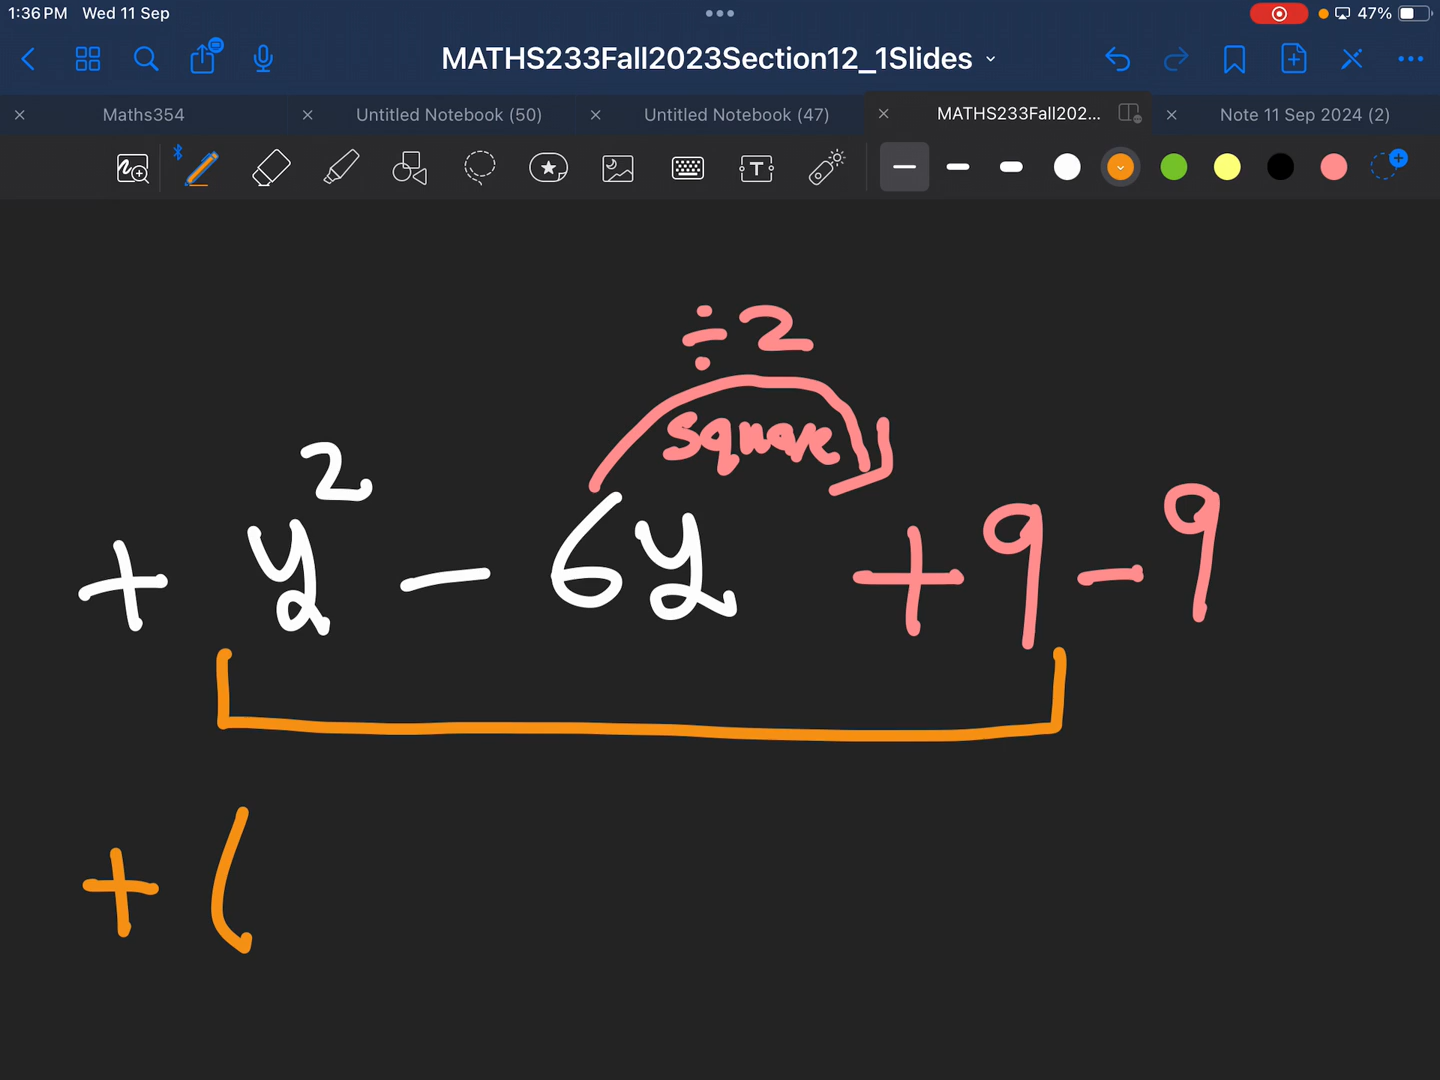 1:36 PM Wed 11 Sep 47%
MATHS233Fall2023Section12_1Slides
Maths354 Untitled Notebook (50) Untitled Notebook (47) MATHS233Fall202... Note 11 Sep 2024 (2)
T
÷2
square
+ y² - 6y + 9 - 9
+ (